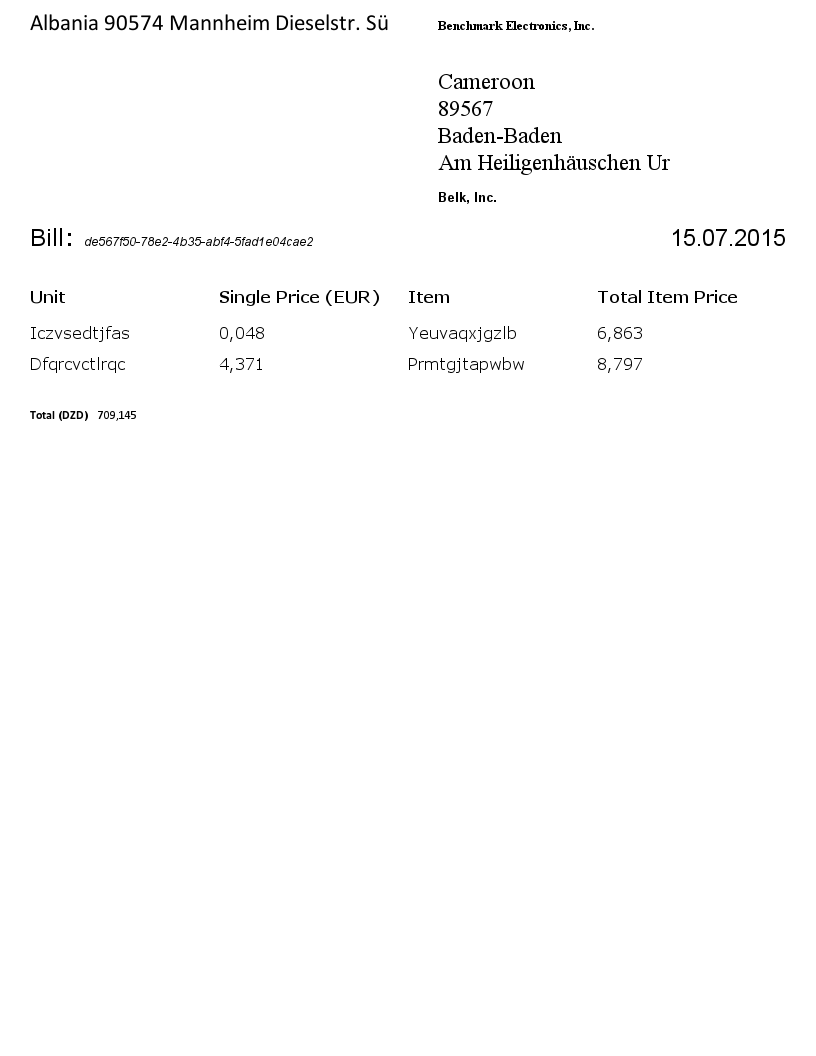 Albania 90574 Mannheim Dieselstr. Sü
Benchmark Electronics, Inc.
Cameroon
89567
Baden-Baden
Am Heiligenhäuschen Ur
Belk, Inc.
Bill: de567f50-78e2-4b35-abf4-5fad1e04cae2 15.07.2015
Unit Single Price (EUR) Item Total Item Price
Iczvsedtjfas 0,048 Yeuvaqxjgzlb 6,863
Dfqrcvctlrqc 4,371 Prmtgjtapwbw 8,797
Total (DZD) 709,145